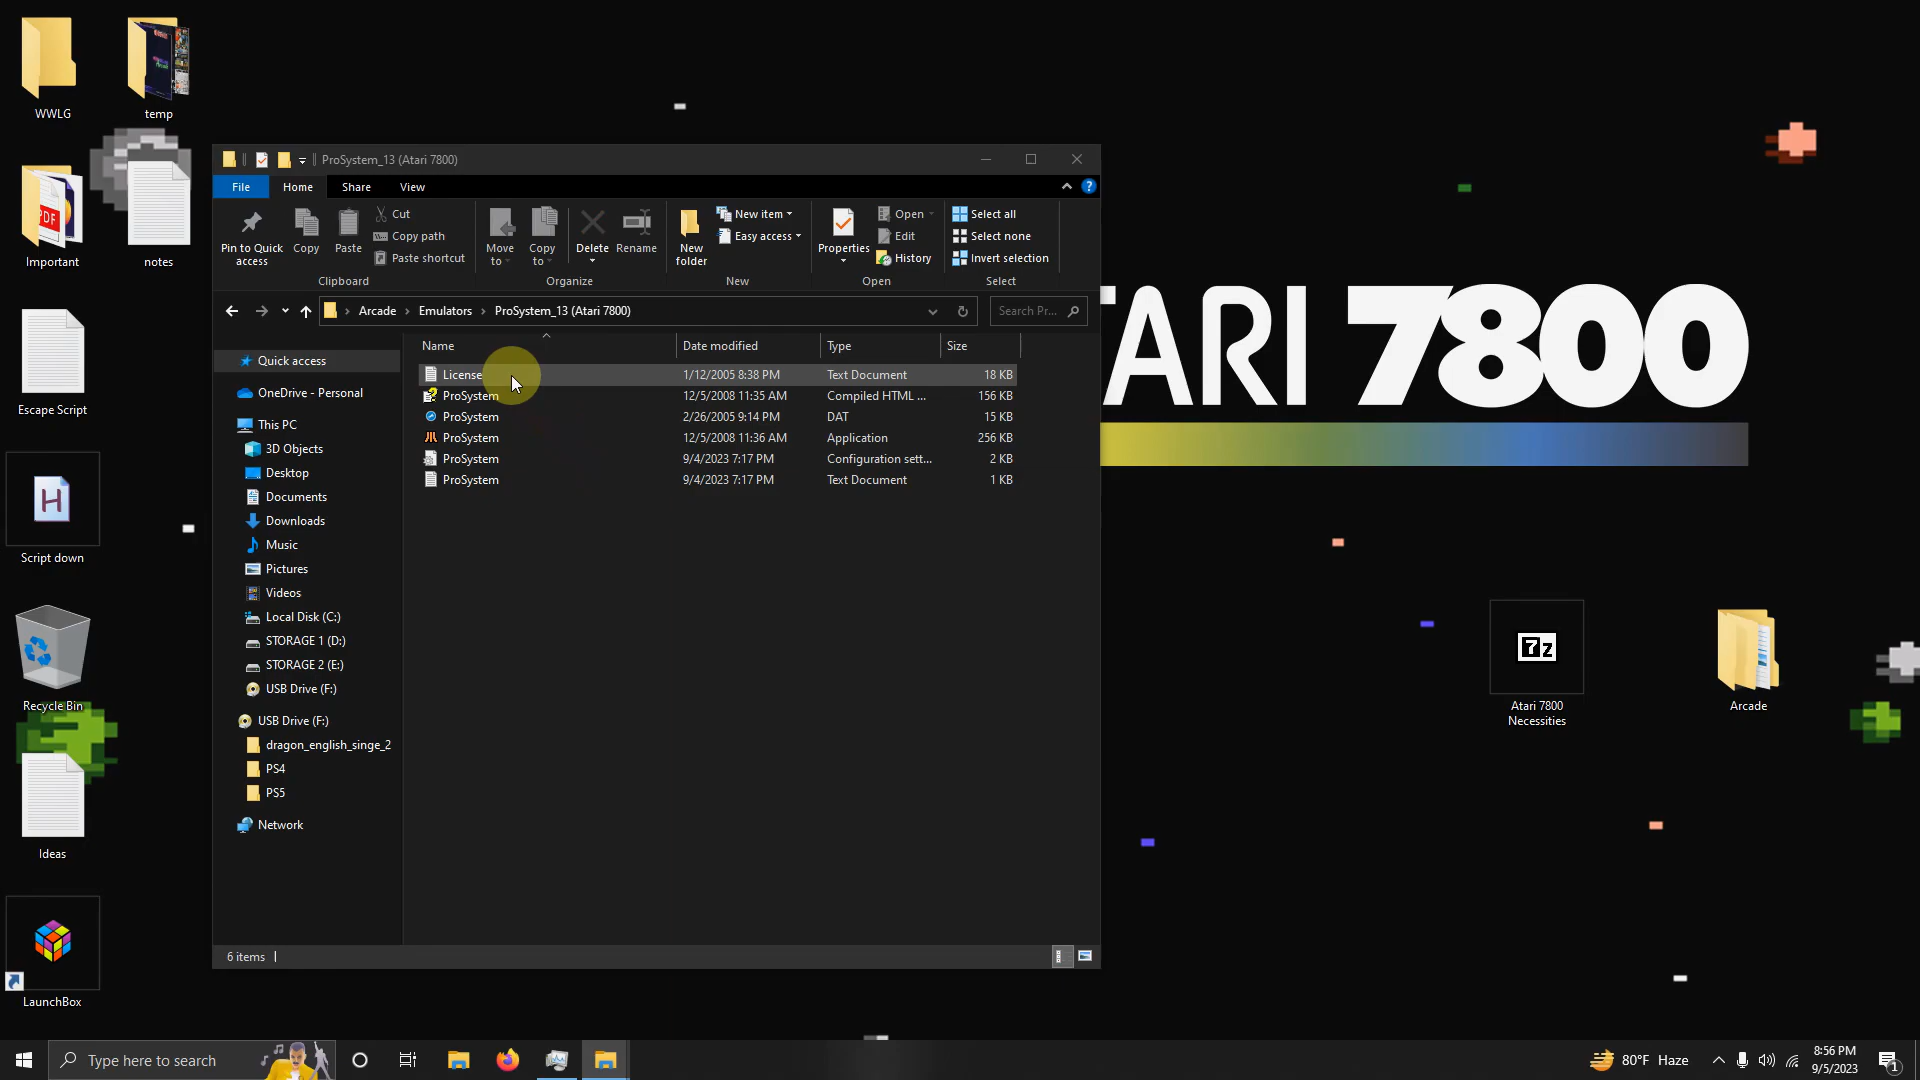 WWLG
temp
Important
notes
Escape Script
Script down
Recycle Bin
Ideas
LaunchBox
ProSystem_13 (Atari 7800)
File Home Share View
Pin to Quick access
Copy
Paste
Cut
Copy path
Paste shortcut
Clipboard
Move to
Copy to
Delete
Rename
Organize
New folder
New item
Easy access
New
Properties
Open
Edit
History
Open
Select all
Select none
Invert selection
Select
Arcade > Emulators > ProSystem_13 (Atari 7800)
Search Pr...
Name Date modified Type Size
License 1/12/2005 8:38 PM Text Document 18 KB
ProSystem 12/5/2008 11:35 AM Compiled HTML ... 156 KB
ProSystem 2/26/2005 9:14 PM DAT 15 KB
ProSystem 12/5/2008 11:36 AM Application 256 KB
ProSystem 9/4/2023 7:17 PM Configuration sett... 2 KB
ProSystem 9/4/2023 7:17 PM Text Document 1 KB
Quick access
OneDrive - Personal
This PC
3D Objects
Desktop
Documents
Downloads
Music
Pictures
Videos
Local Disk (C:)
STORAGE 1 (D:)
STORAGE 2 (E:)
USB Drive (F:)
USB Drive (F:)
dragon_english_singe_2
PS4
PS5
Network
6 items
TARI 7800
7z
Atari 7800
Necessities
Arcade
PDF
H
Type here to search
80°F Haze
8:56 PM
9/5/2023
1